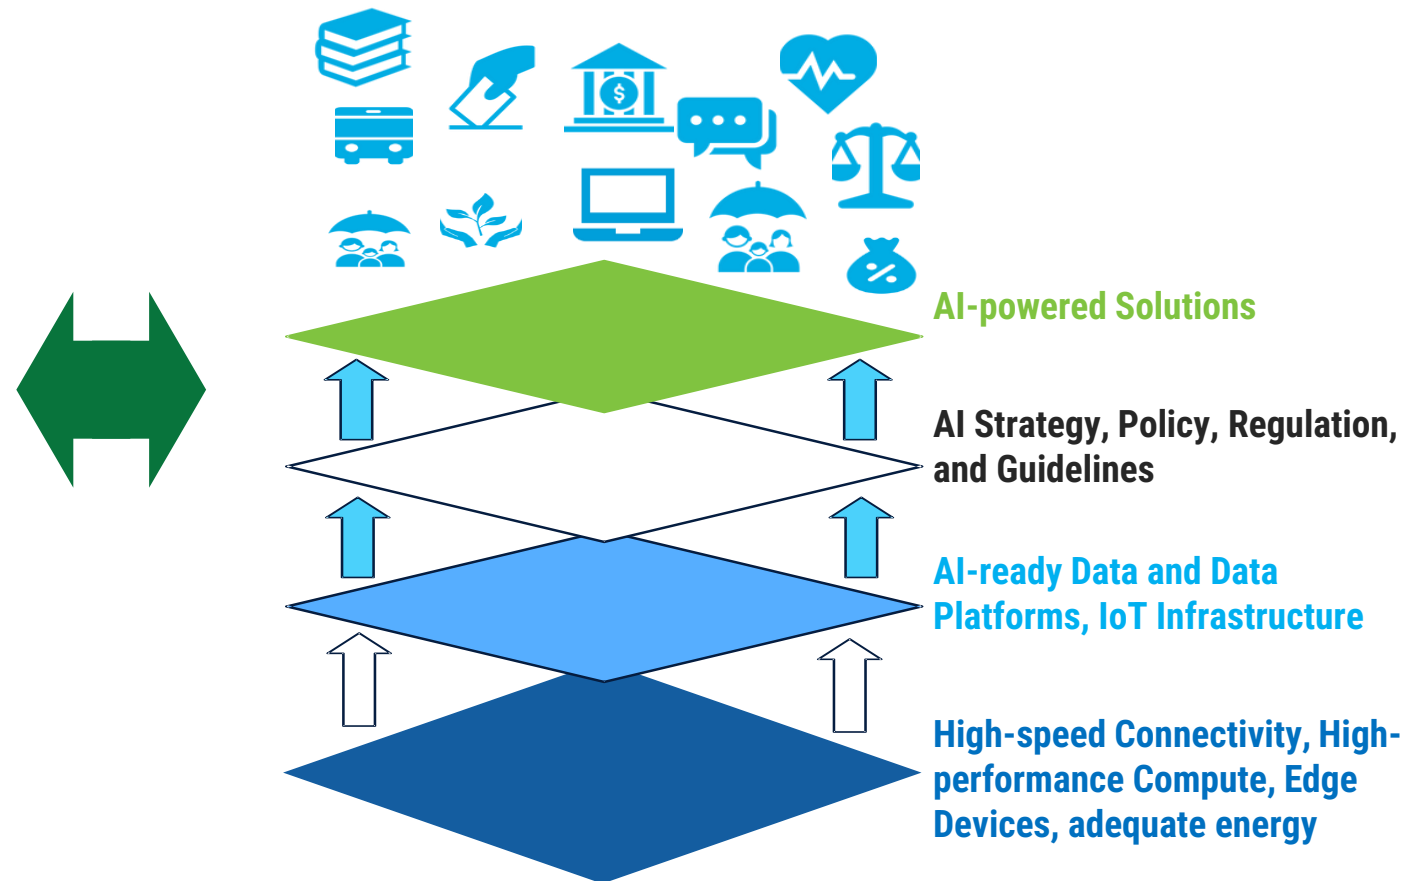 $
%
AI-powered Solutions
AI Strategy, Policy, Regulation,
and Guidelines
AI-ready Data and Data
Platforms, IoT Infrastructure
High-speed Connectivity, High-
performance Compute, Edge
Devices, adequate energy